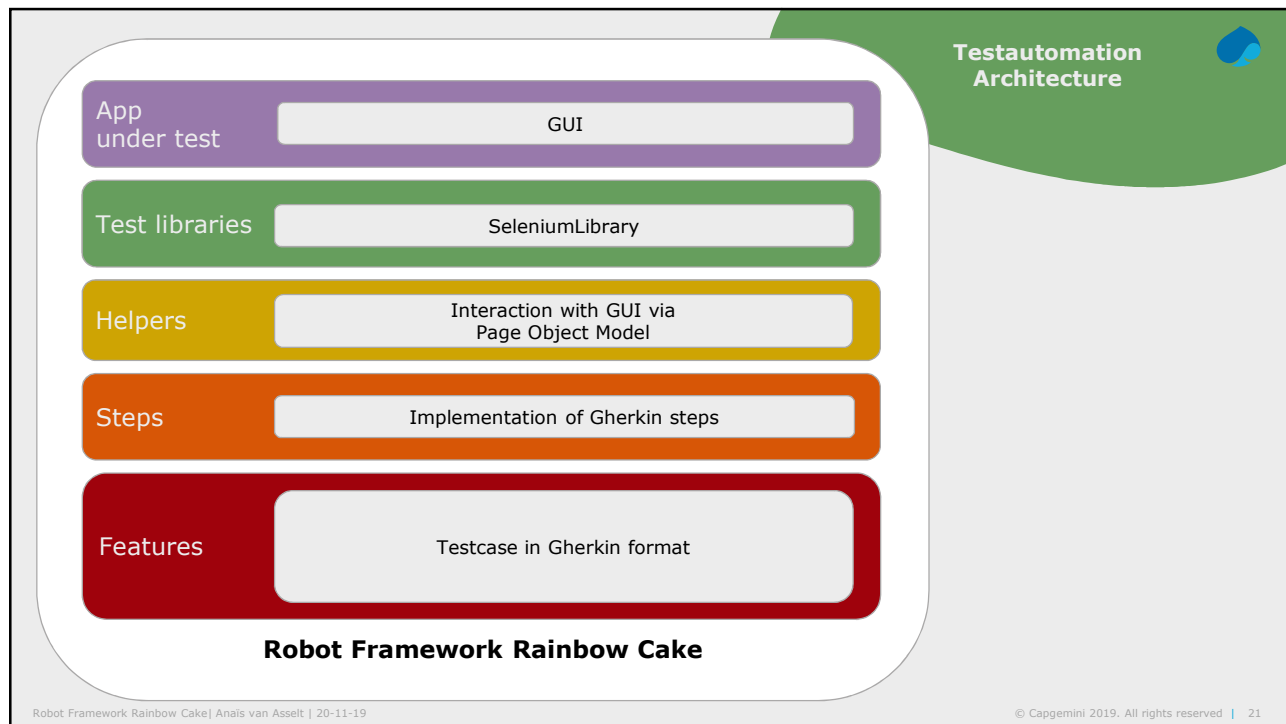 Testautomation
Architecture
App
under test
GUI
Test libraries
SeleniumLibrary
Helpers
Interaction with GUI via
Page Object Model
Steps
Implementation of Gherkin steps
Features
Testcase in Gherkin format
Robot Framework Rainbow Cake
Robot Framework Rainbow Cake| Anaïs van Asselt | 20-11-19
© Capgemini 2019. All rights reserved | 21